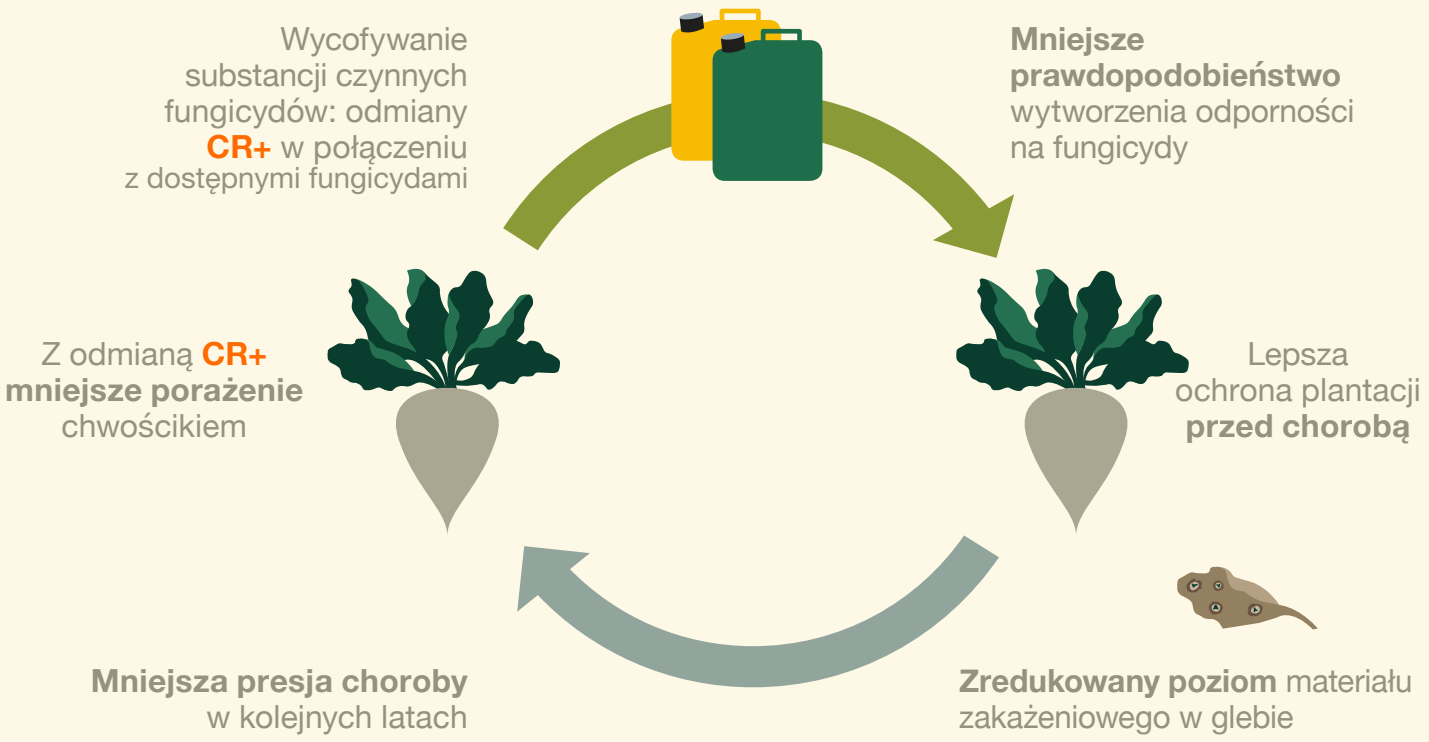 Wycofywanie
substancji czynnych
fungicydów: odmiany
CR+ w połączeniu
z dostępnymi fungicydami
Mniejsze
prawdopodobieństwo
wytworzenia odporności
na fungicydy
Z odmianą CR+
mniejsze porażenie
chwościkiem
Lepsza
ochrona plantacji
przed chorobą
Mniejsza presja choroby
w kolejnych latach
Zredukowany poziom materiału
zakażeniowego w glebie